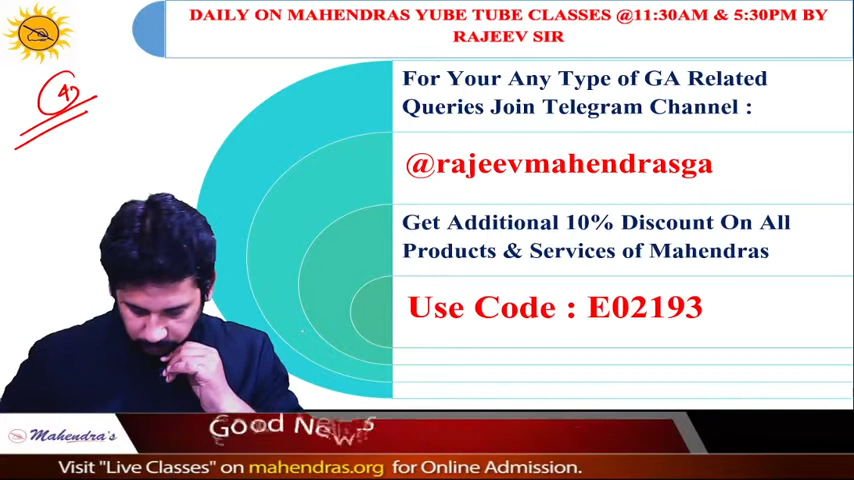 DAILY ON MAHENDRAS YUBE TUBE CLASSES @11:30AM & 5:30PM BY
RAJEEV SIR
For Your Any Type of GA Related
Queries Join Telegram Channel :
@rajeevmahendrasga
Get Additional 10% Discount On All
Products & Services of Mahendras
Use Code : E02193
Mahendra's
Good News
Visit "Live Classes" on mahendras.org for Online Admission.